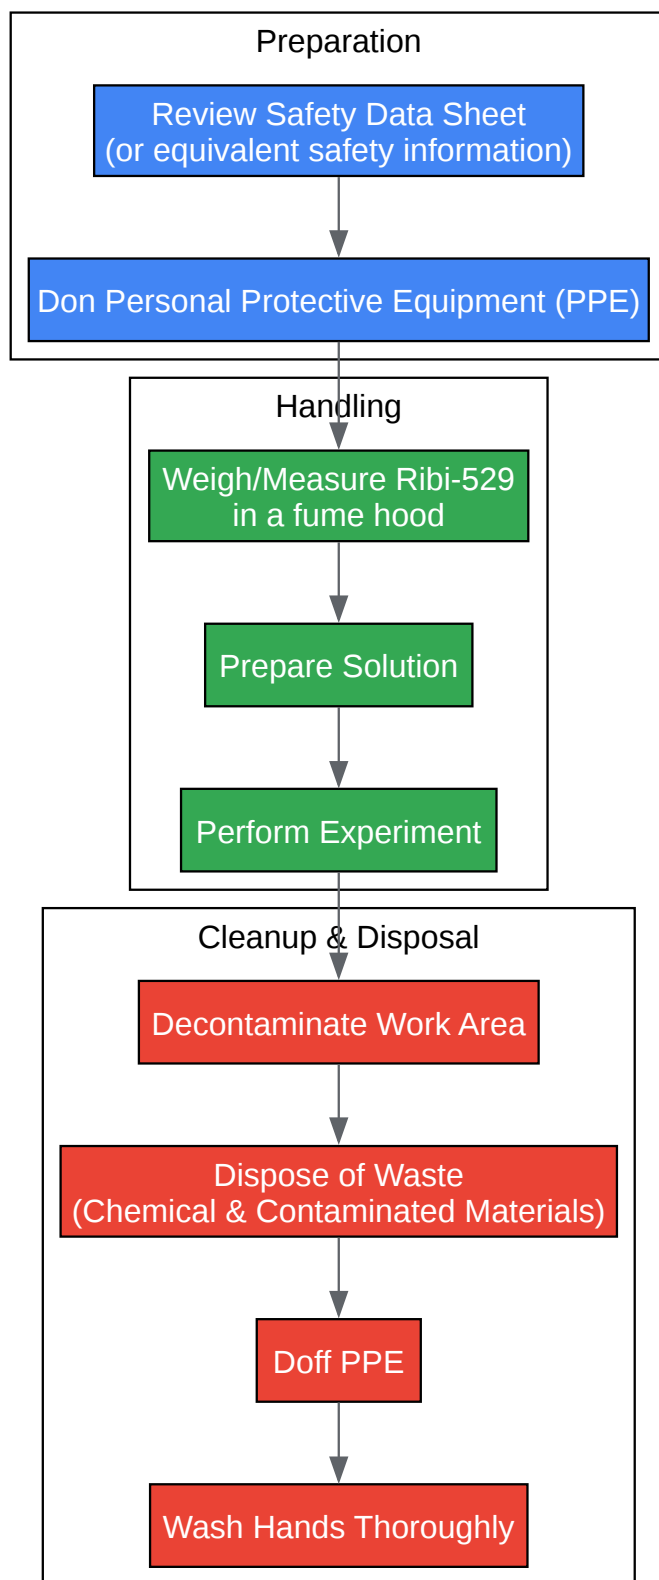 Preparation
Review Safety Data Sheet
(or equivalent safety information)
Don Personal Protective Equipment (PPE)
Handling
Weigh/Measure Ribi-529
in a fume hood
Prepare Solution
Perform Experiment
Cleanup & Disposal
Decontaminate Work Area
Dispose of Waste
(Chemical & Contaminated Materials)
Doff PPE
Wash Hands Thoroughly